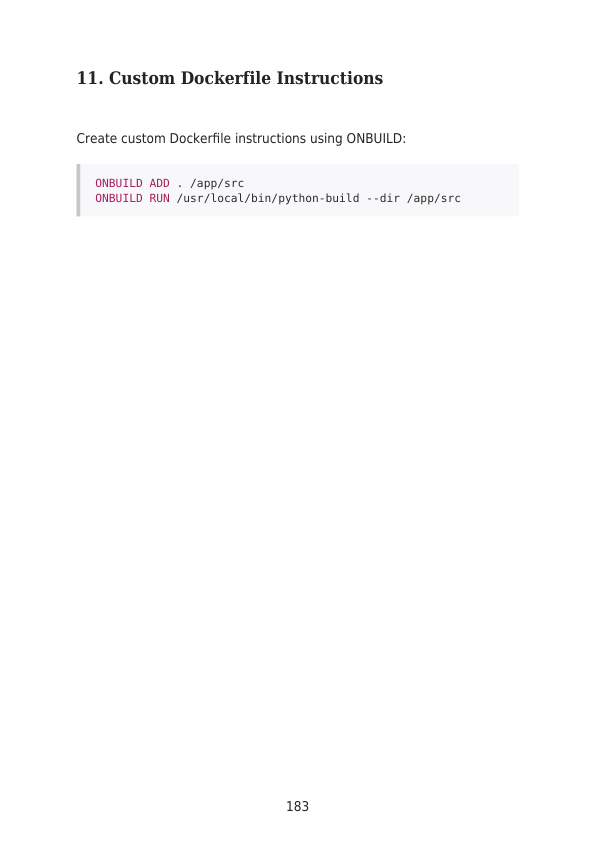 11. Custom Dockerfile Instructions
Create custom Dockerfile instructions using ONBUILD:
ONBUILD ADD . /app/src
ONBUILD RUN /usr/local/bin/python-build --dir /app/src
183